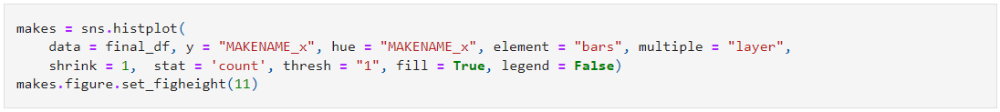 makes = sns.histplot(
    data = final_df, y = "MAKENAME_x", hue = "MAKENAME_x", element = "bars", multiple = "layer",
    shrink = 1,  stat = 'count', thresh = "1", fill = True, legend = False)
makes.figure.set_figheight(11)